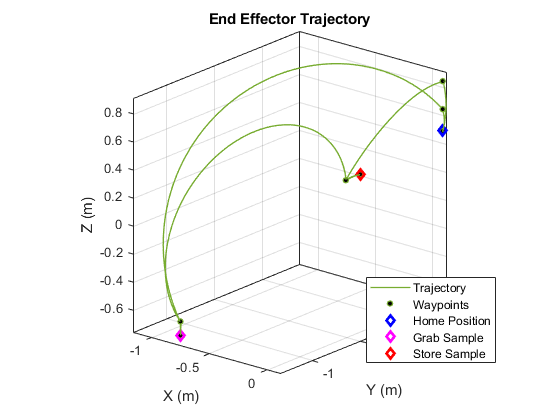 End Effector Trajectory
0.8
0.6
0.4
0.2
0
-0.2
-0.4
-0.6
Z (m)
-1
-0.5
0
X (m)
-1
Y (m)
Trajectory
Waypoints
Home Position
Grab Sample
Store Sample